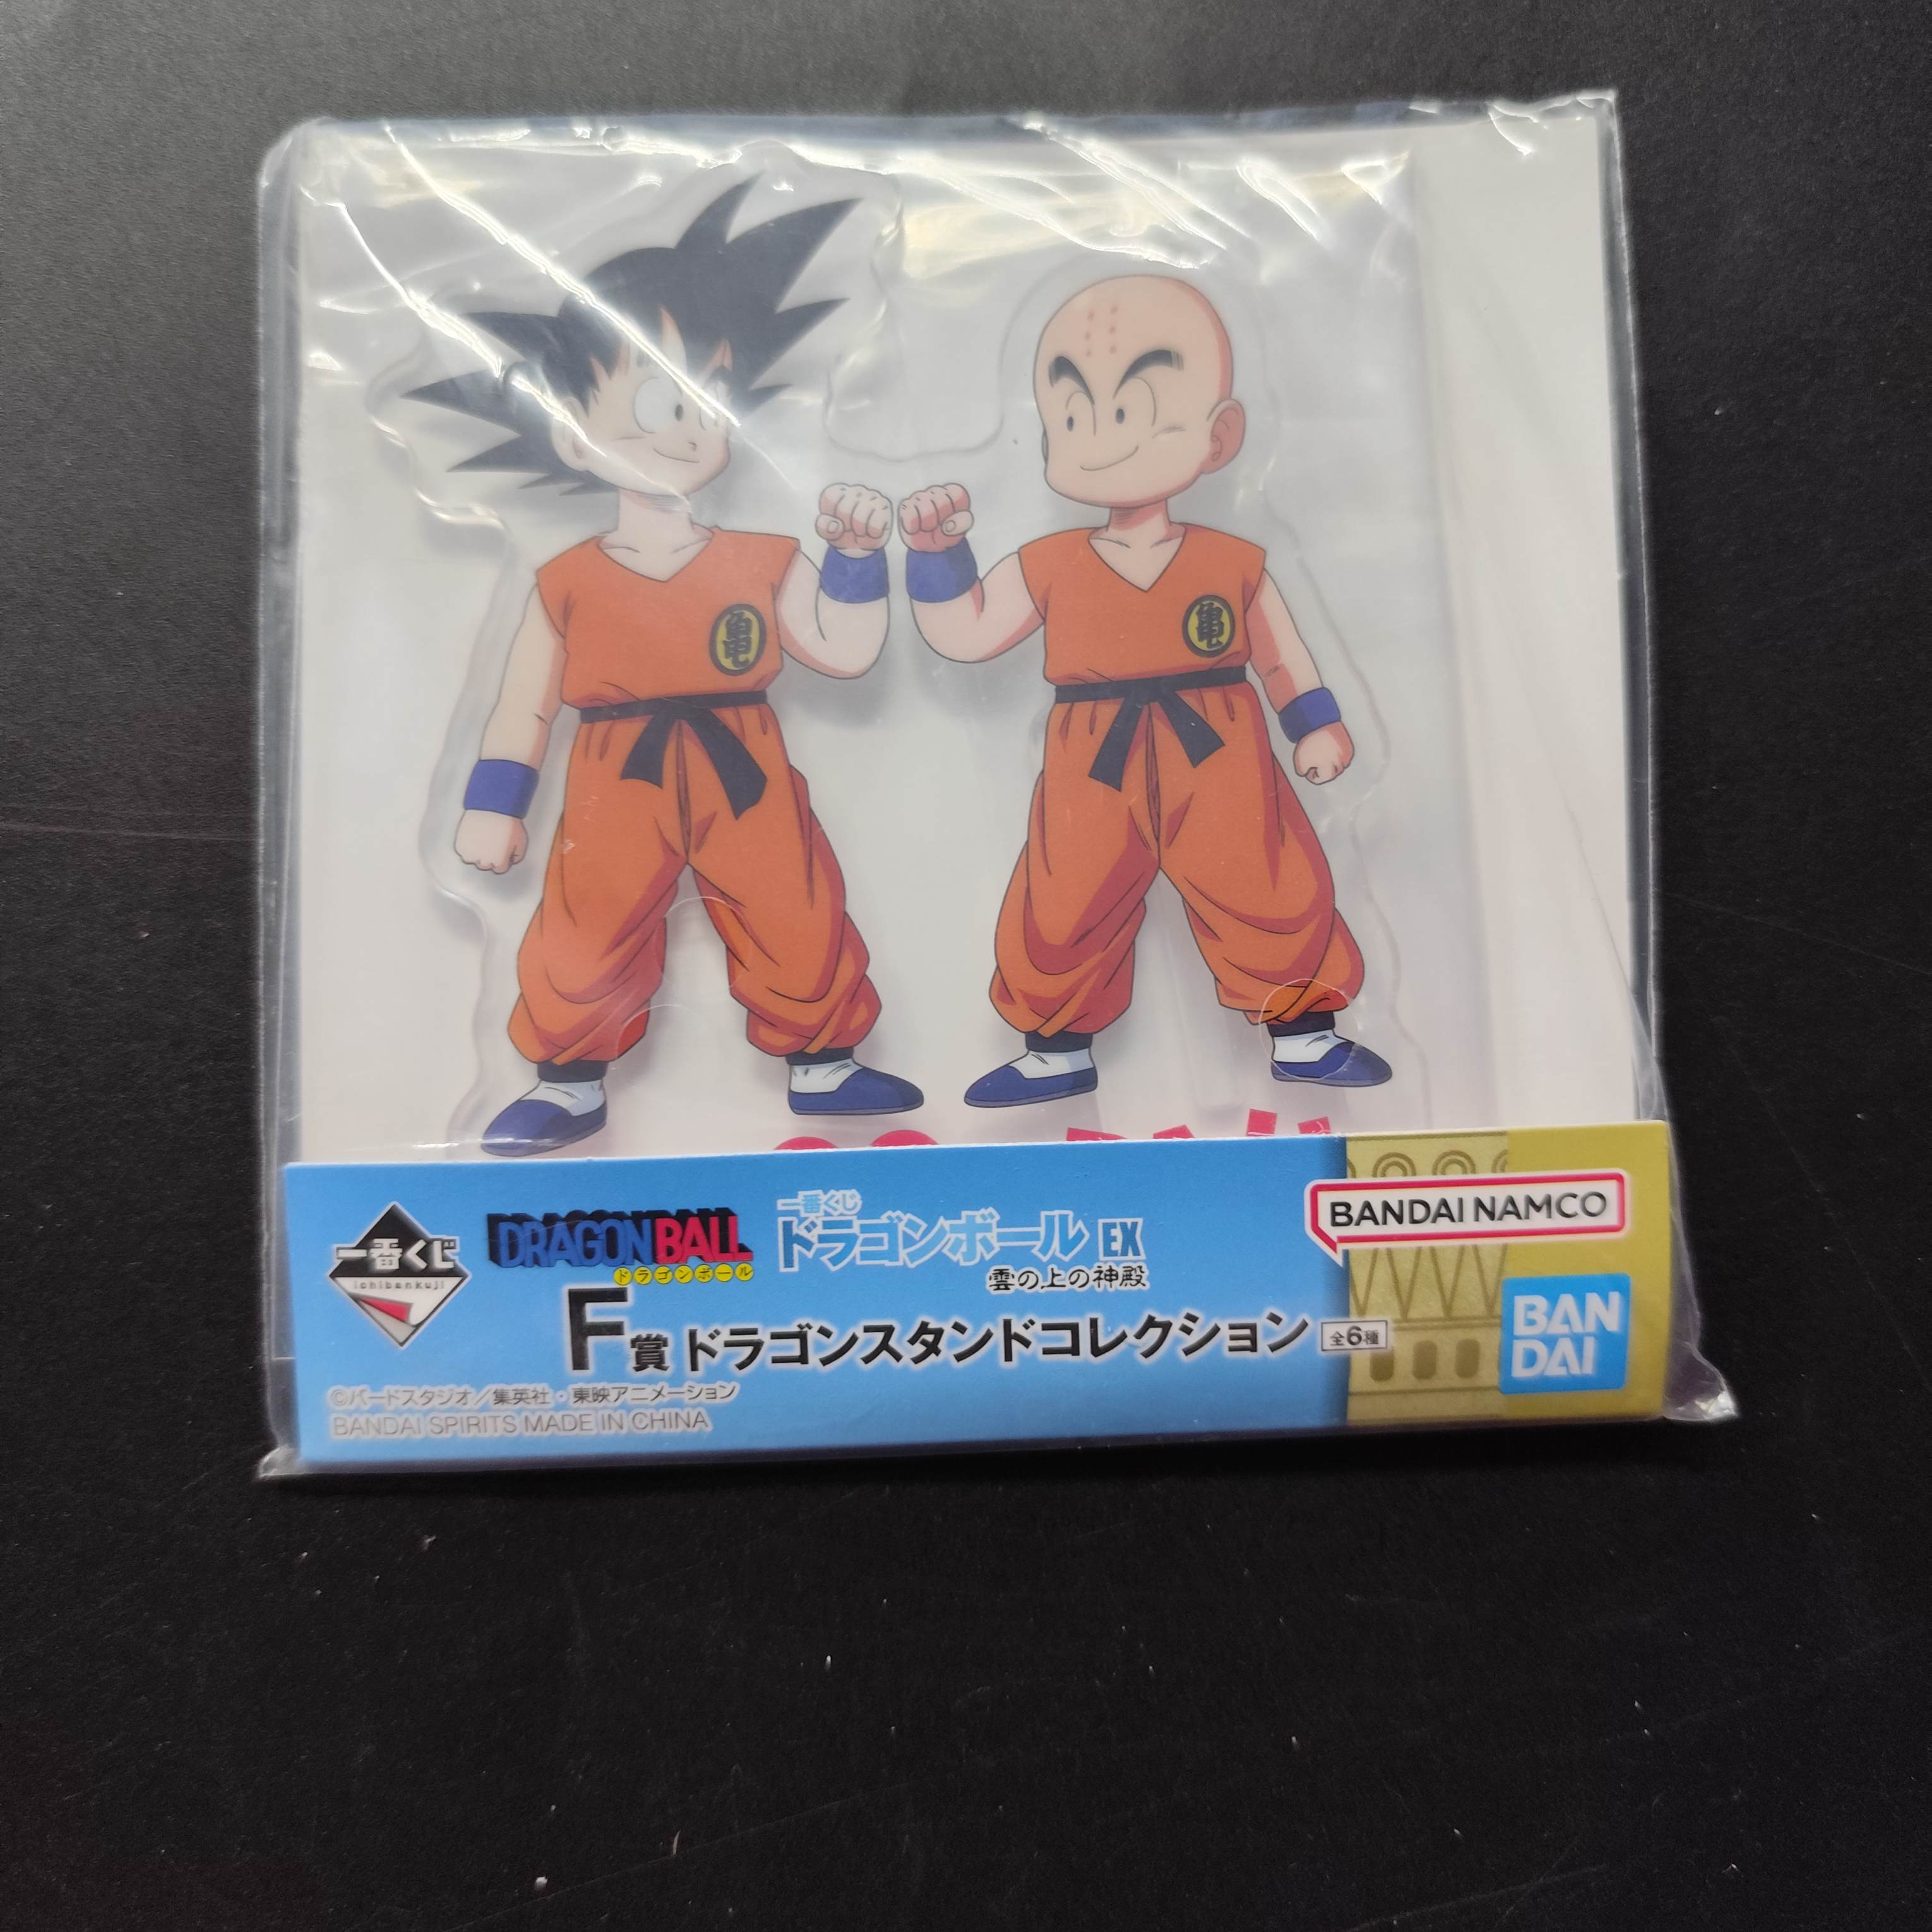 亀
亀
一番くじ
ichibankuji
DRAGON BALL
ドラゴンボール
一番くじ
ドラゴンボール EX
雲の上の神殿
BANDAI NAMCO
F賞 ドラゴンスタンドコレクション 全6種
BAN
DAI
©バードスタジオ／集英社・東映アニメーション
BANDAI SPIRITS MADE IN CHINA